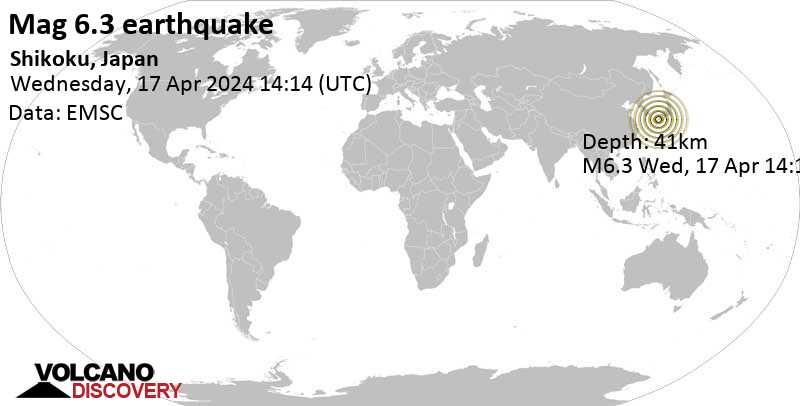 Mag 6.3 earthquake
Shikoku, Japan
Wednesday, 17 Apr 2024 14:14 (UTC)
Data: EMSC
Depth: 41km
M6.3 Wed, 17 Apr 14:1
VOLCANO
DISCOVERY